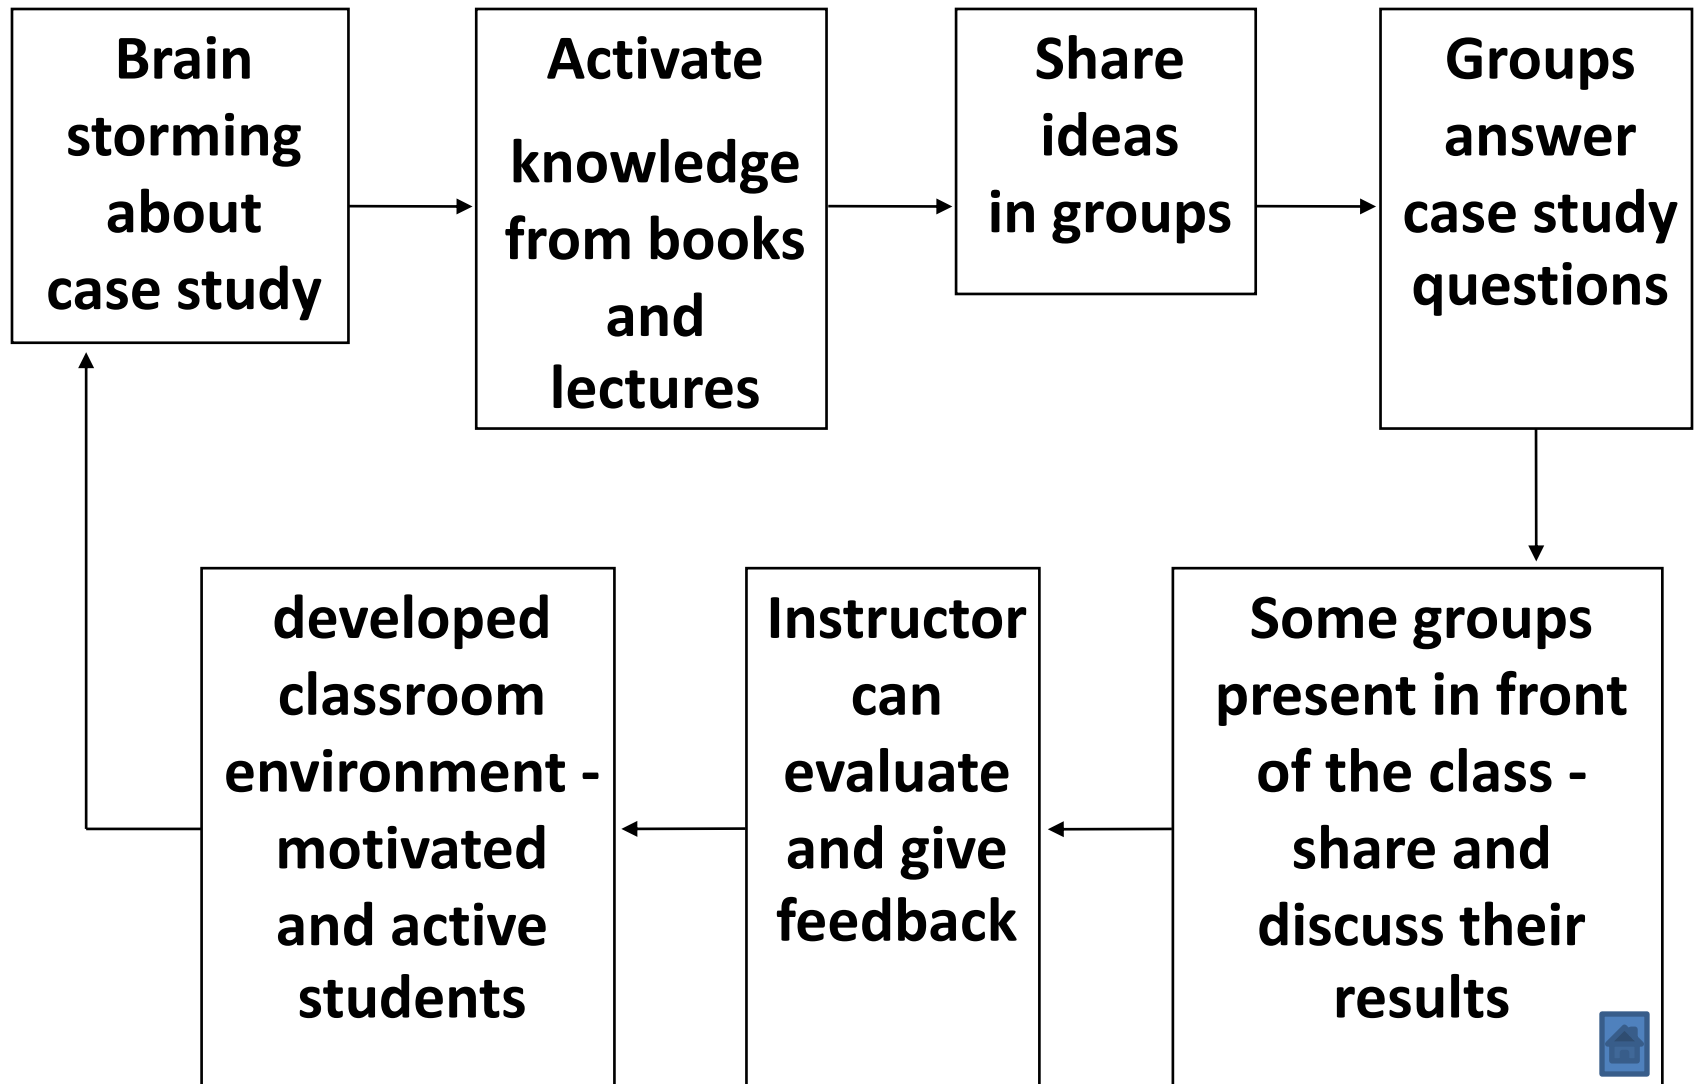 Brain
storming
about
case study
Activate
knowledge
from books
and
lectures
Share
ideas
in groups
Groups
answer
case study
questions
Some groups
present in front
of the class -
share and
discuss their
results
Instructor
can
evaluate
and give
feedback
developed
classroom
environment -
motivated
and active
students